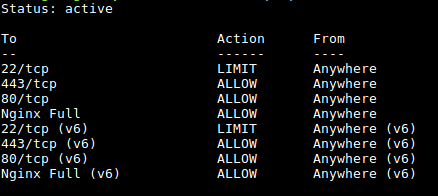 Status: active

To                         Action      From
--                         ------      ----
22/tcp                     LIMIT       Anywhere
443/tcp                    ALLOW       Anywhere
80/tcp                     ALLOW       Anywhere
Nginx Full                 ALLOW       Anywhere
22/tcp (v6)                LIMIT       Anywhere (v6)
443/tcp (v6)               ALLOW       Anywhere (v6)
80/tcp (v6)                ALLOW       Anywhere (v6)
Nginx Full (v6)            ALLOW       Anywhere (v6)